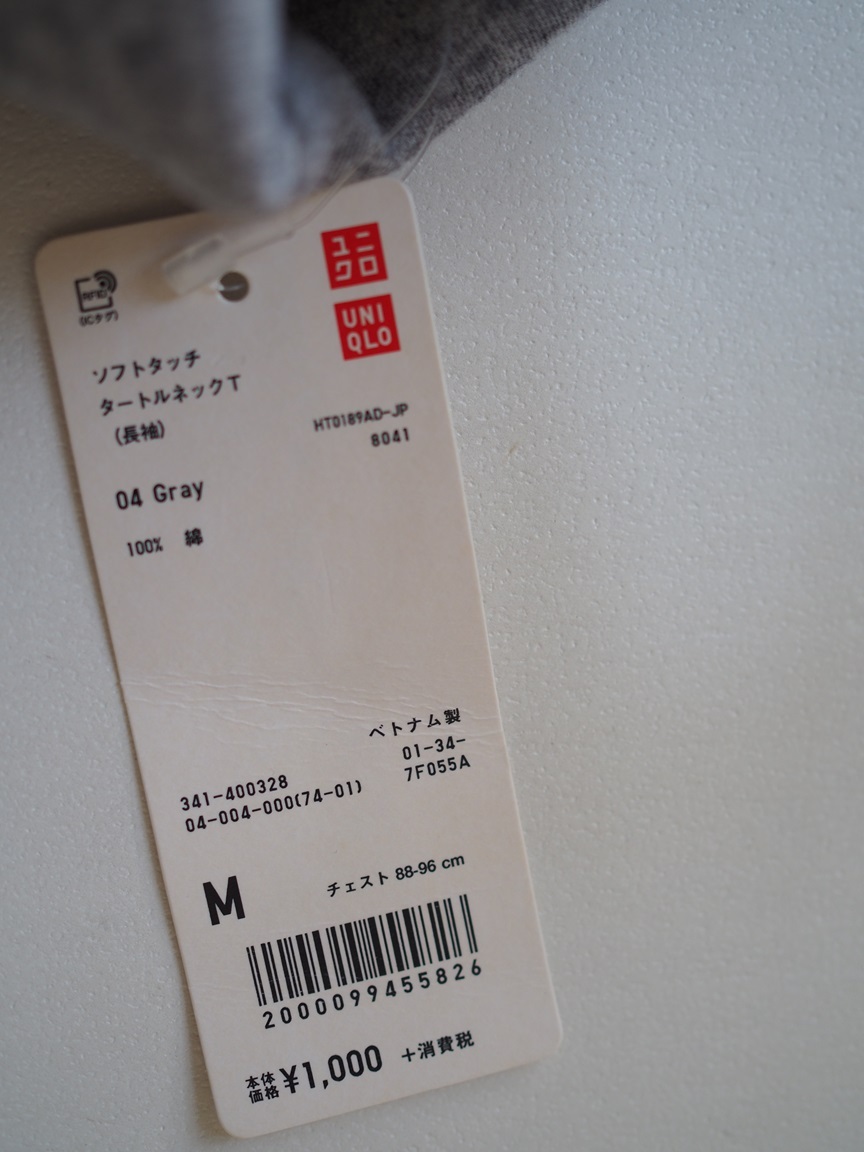 RFID
(ICタグ)
ユニ
クロ
UNI
QLO
ソフトタッチ
タートルネックT
(長袖)
HT0189AD-JP
8041
04 Gray
100% 綿
ベトナム製
01-34-
7F055A
341-400328
04-004-000(74-01)
M
チェスト 88-96 cm
2000099455826
本体
価格 ¥1,000 +消費税